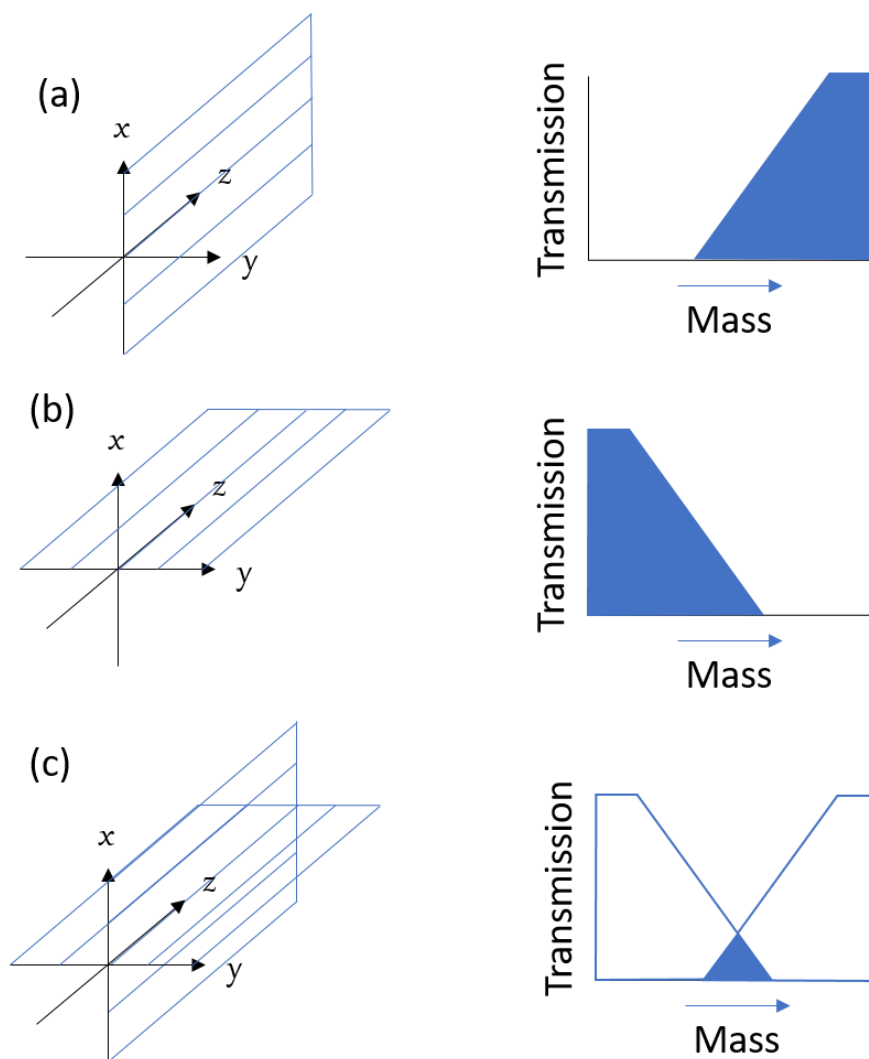 (a)
x
z
y
Transmission
Mass
(b)
x
z
y
Transmission
Mass
(c)
x
z
y
Transmission
Mass